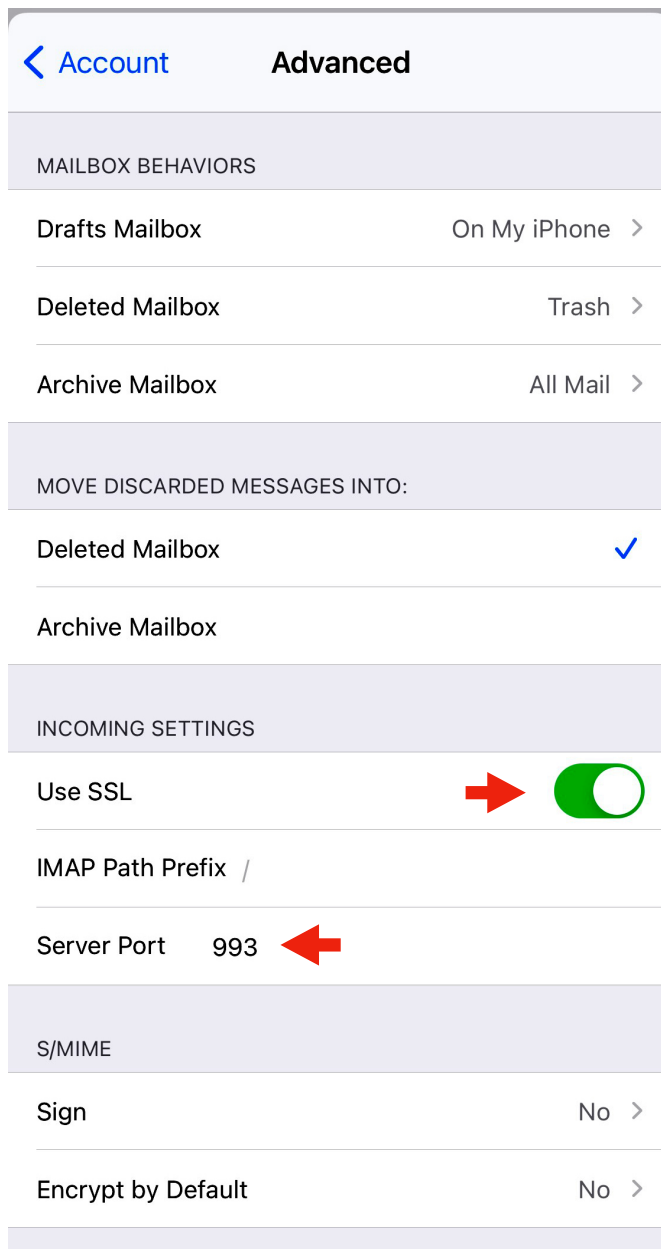 Account Advanced
MAILBOX BEHAVIORS
Drafts Mailbox On My iPhone
Deleted Mailbox Trash
Archive Mailbox All Mail
MOVE DISCARDED MESSAGES INTO:
Deleted Mailbox
Archive Mailbox
INCOMING SETTINGS
Use SSL
IMAP Path Prefix /
Server Port 993
S/MIME
Sign No
Encrypt by Default No